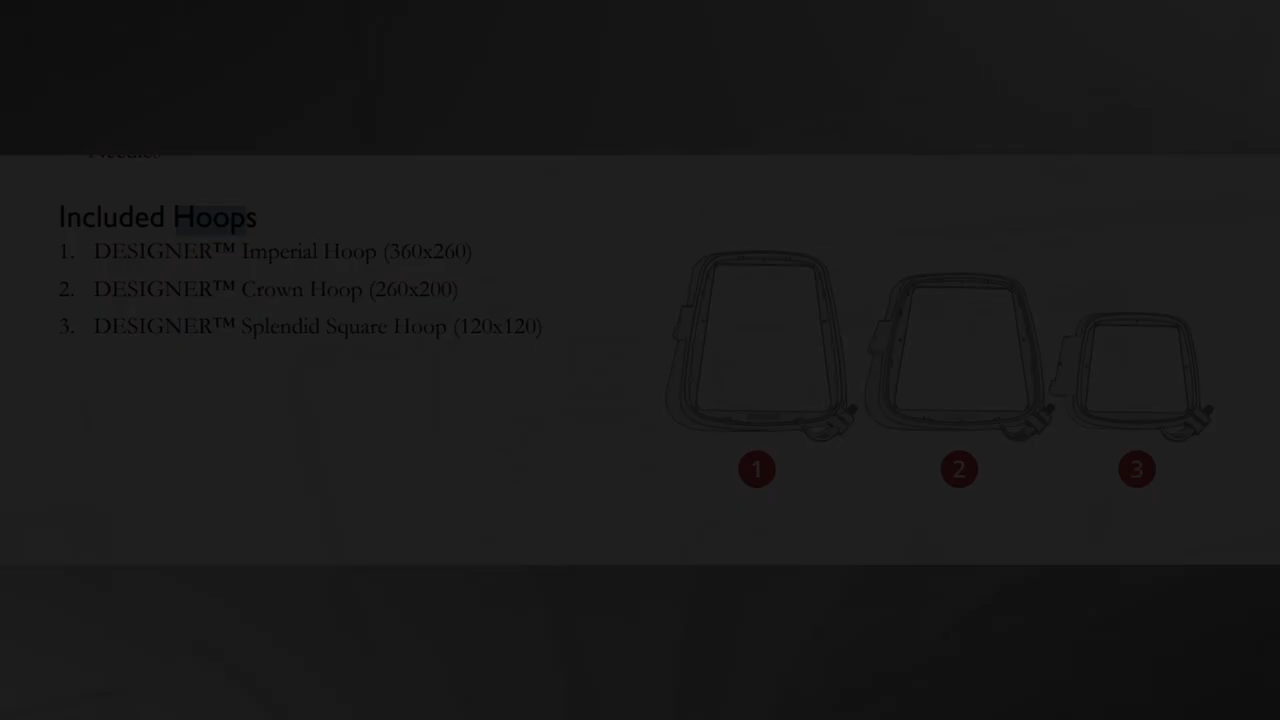 Needles
Included Hoops
1. DESIGNER™ Imperial Hoop (360x260)
2. DESIGNER™ Crown Hoop (260x200)
3. DESIGNER™ Splendid Square Hoop (120x120)
1 2 3